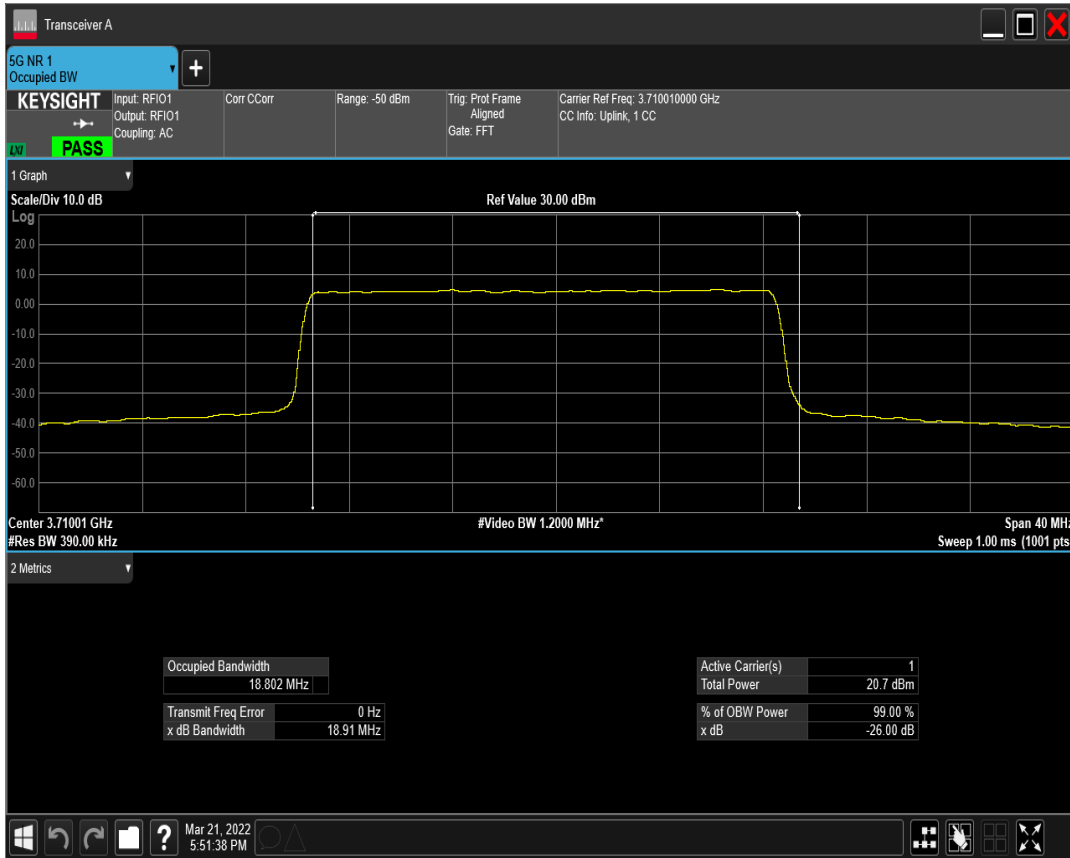 Transceiver A
5G NR 1
Occupied BW
KEYSIGHT
LXI
PASS
Input: RFIO1
Output: RFIO1
Coupling: AC
Corr CCorr
Range: -50 dBm
Trig: Prot Frame
Aligned
Gate: FFT
Carrier Ref Freq: 3.710010000 GHz
CC Info: Uplink, 1 CC
1 Graph
Scale/Div 10.0 dB
Ref Value 30.00 dBm
Log
20.0
10.0
0.00
-10.0
-20.0
-30.0
-40.0
-50.0
-60.0
Center 3.71001 GHz
#Video BW 1.2000 MHz*
Span 40 MHz
#Res BW 390.00 kHz
Sweep 1.00 ms (1001 pts
2 Metrics
Occupied Bandwidth
18.802 MHz
Transmit Freq Error 0 Hz
x dB Bandwidth 18.91 MHz
Active Carrier(s) 1
Total Power 20.7 dBm
% of OBW Power 99.00 %
x dB -26.00 dB
Mar 21, 2022
5:51:38 PM